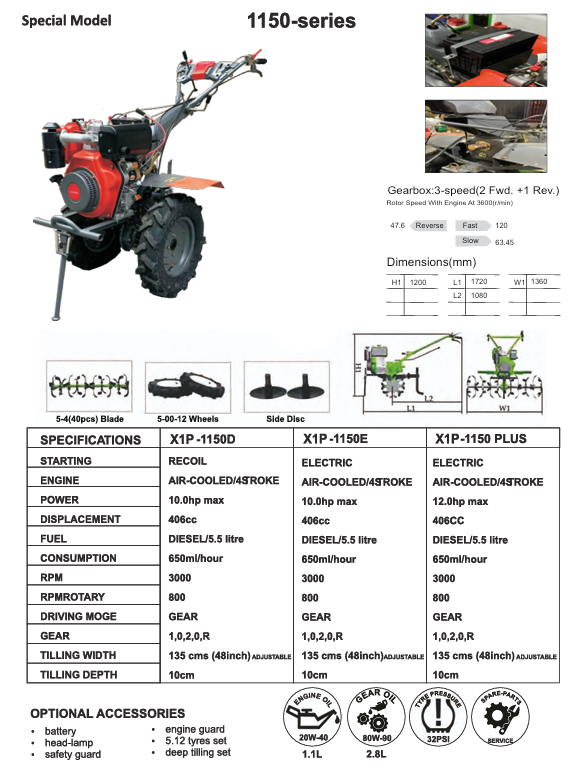 Special Model
1150-series
Gearbox:3-speed(2 Fwd. +1 Rev.)
Rotor Speed With Engine At 3600(r/min)
47.6 Reverse Fast 120
Slow 63.45
Dimensions(mm)
H1 1200 L1 1720 W1 1360
L2 1080
H1 L2 L1 W1
5-4(40pcs) Blade 5-00-12 Wheels Side Disc
SPECIFICATIONS X1P-1150D X1P-1150E X1P-1150 PLUS
STARTING RECOIL ELECTRIC ELECTRIC
ENGINE AIR-COOLED/4STROKE AIR-COOLED/4STROKE AIR-COOLED/4STROKE
POWER 10.0hp max 10.0hp max 12.0hp max
DISPLACEMENT 406cc 406cc 406CC
FUEL DIESEL/5.5 litre DIESEL/5.5 litre DIESEL/5.5 litre
CONSUMPTION 650ml/hour 650ml/hour 650ml/hour
RPM 3000 3000 3000
RPMROTARY 800 800 800
DRIVING MOGE GEAR GEAR GEAR
GEAR 1,0,2,0,R 1,0,2,0,R 1,0,2,0,R
TILLING WIDTH 135 cms (48inch) ADJUSTABLE 135 cms (48inch) ADJUSTABLE 135 cms (48inch) ADJUSTABLE
TILLING DEPTH 10cm 10cm 10cm
OPTIONAL ACCESSORIES
• battery
• head-lamp
• safety guard
• engine guard
• 5.12 tyres set
• deep tilling set
ENGINE OIL
20W-40
1.1L
GEAR OIL
80W-90
2.8L
TYRE PRESSURE
32PSI
SPARE-PARTS
SERVICE